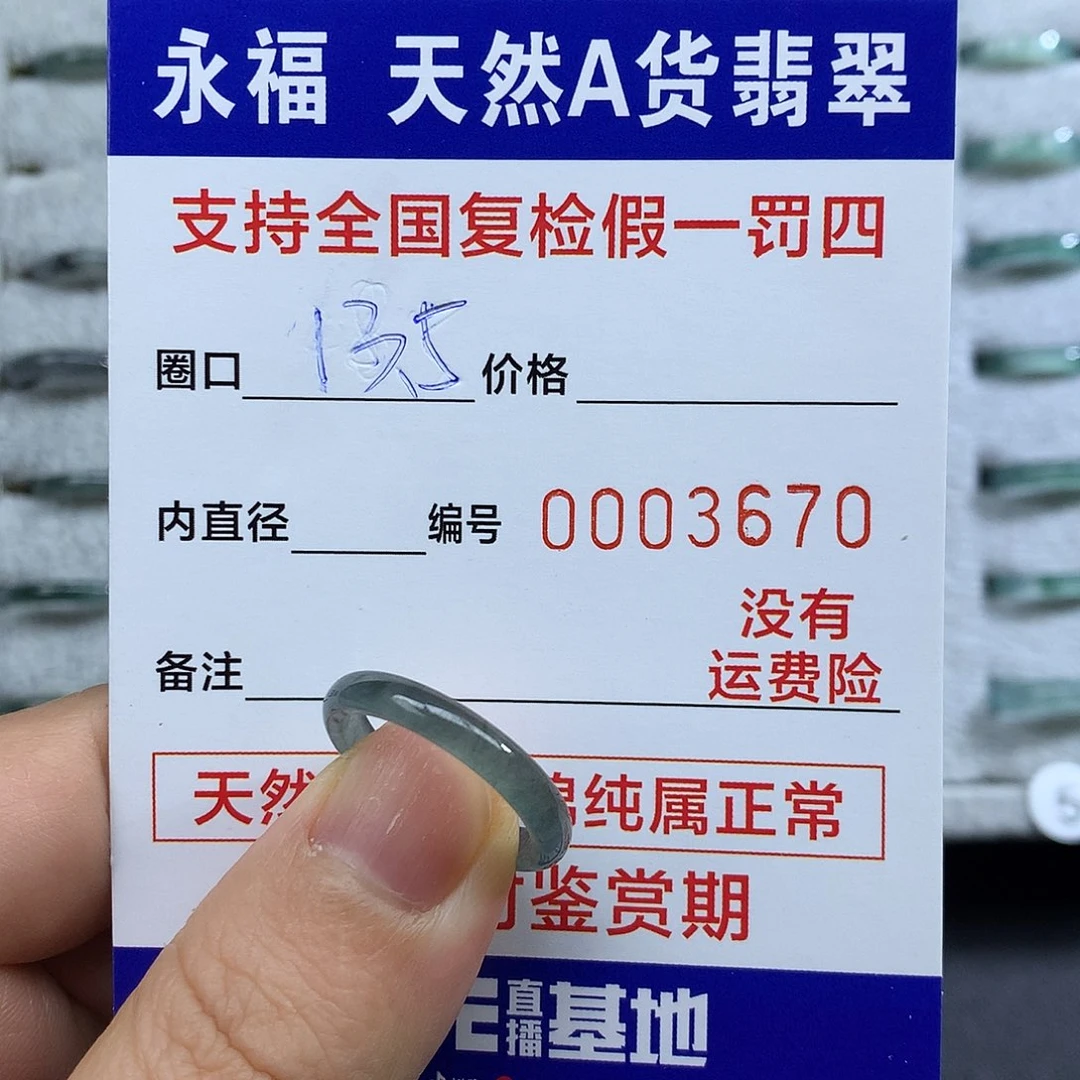 永福 天然A货翡翠
支持全国复检假一罚四
圈口 13.5 价格
内直径 编号 0003670
没有
备注 运费险
天然 纯属正常
鉴赏期
直播基地